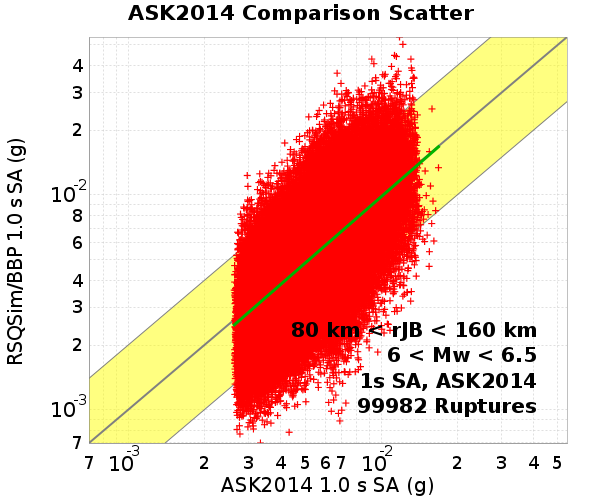 ASK2014 Comparison Scatter
RSQSim/BBP 1.0 s SA (g)
4
3
2
10-2
8
6
4
3
2
10-3
7
80 km < rJB < 160 km
6 < Mw < 6.5
1s SA, ASK2014
99982 Ruptures
7 10-3 2 3 4 5 6 7 10-2 2 3 4 5
ASK2014 1.0 s SA (g)